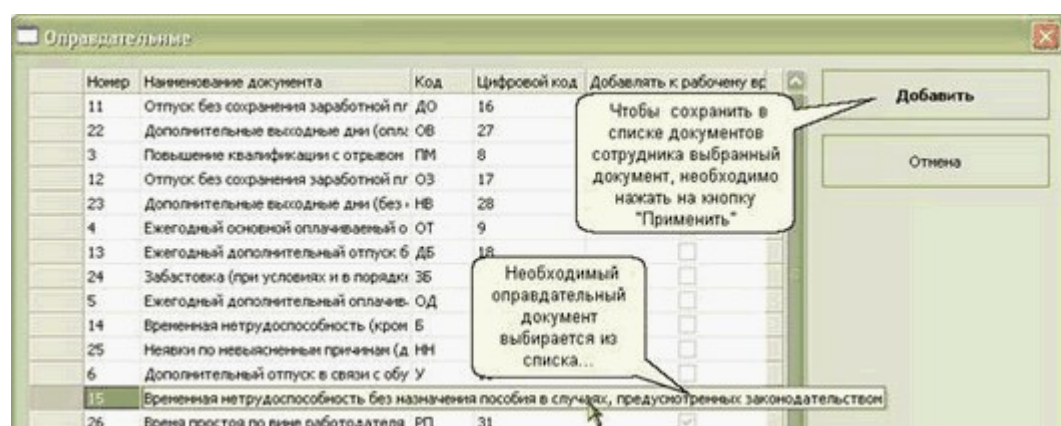 Оправдательные
Номер Наименование документа Код Цифровой код Добавлять к рабочему вр
11 Отпуск без сохранения заработной пл ДО 16
22 Дополнительные выходные дни (опла ОВ 27
3 Повышение квалификации с отрывом ПМ 8
12 Отпуск без сохранения заработной пл ОЗ 17
23 Дополнительные выходные дни (без НВ 28
4 Ежегодный основной оплачиваемый о ОТ 9
13 Ежегодный дополнительный отпуск б ДБ 18
24 Забастовка (при условиях и в порядке ЗБ
5 Ежегодный дополнительный оплачив. ОД
14 Временная нетрудоспособность (кром Б
25 Неявки по невыясненным причинам (д НН
6 Дополнительный отпуск в связи с обу У
15 Временная нетрудоспособность без назначения пособия в случаях, предусмотренных законодательством
26 Время простоя по вине работодателя РП 31
Чтобы сохранить в
списке документов
сотрудника выбранный
документ, необходимо
нажать на кнопку
"Применить"
Необходимый
оправдательный
документ
выбирается из
списка...
Добавить
Отмена